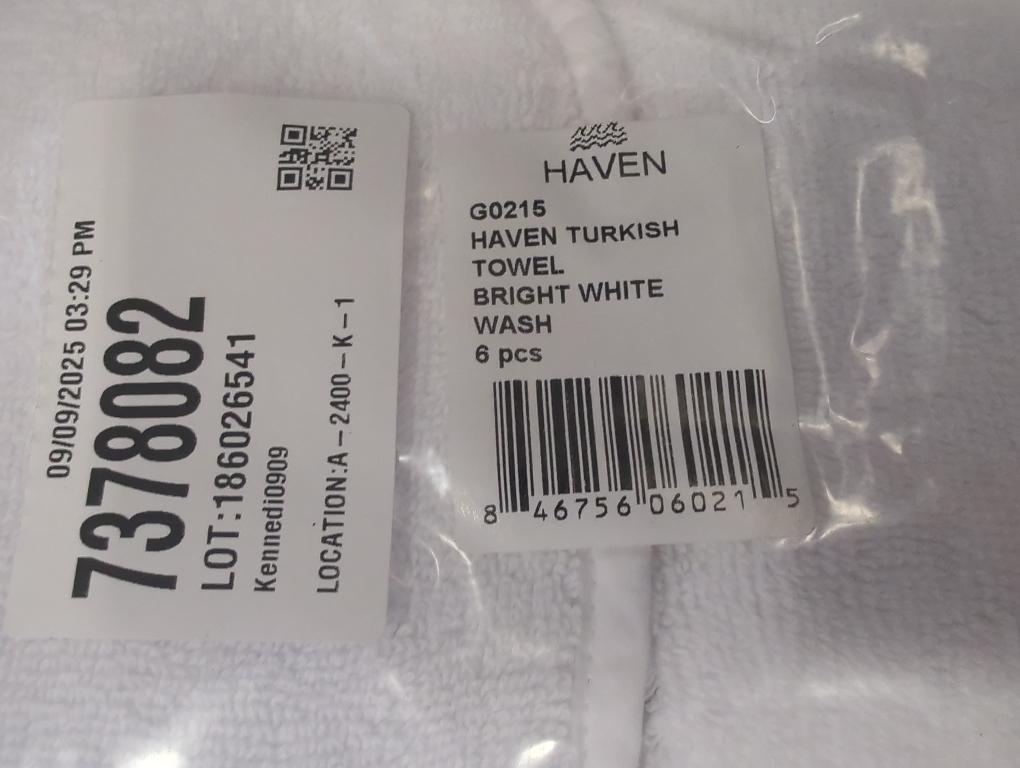 09/09/2025 03:29 PM
7378082
LOT:186026541
Kennedi0909
LOCATION:A-2400-K-1
HAVEN
G0215
HAVEN TURKISH
TOWEL
BRIGHT WHITE
WASH
6 pcs
8 46756 06021 5